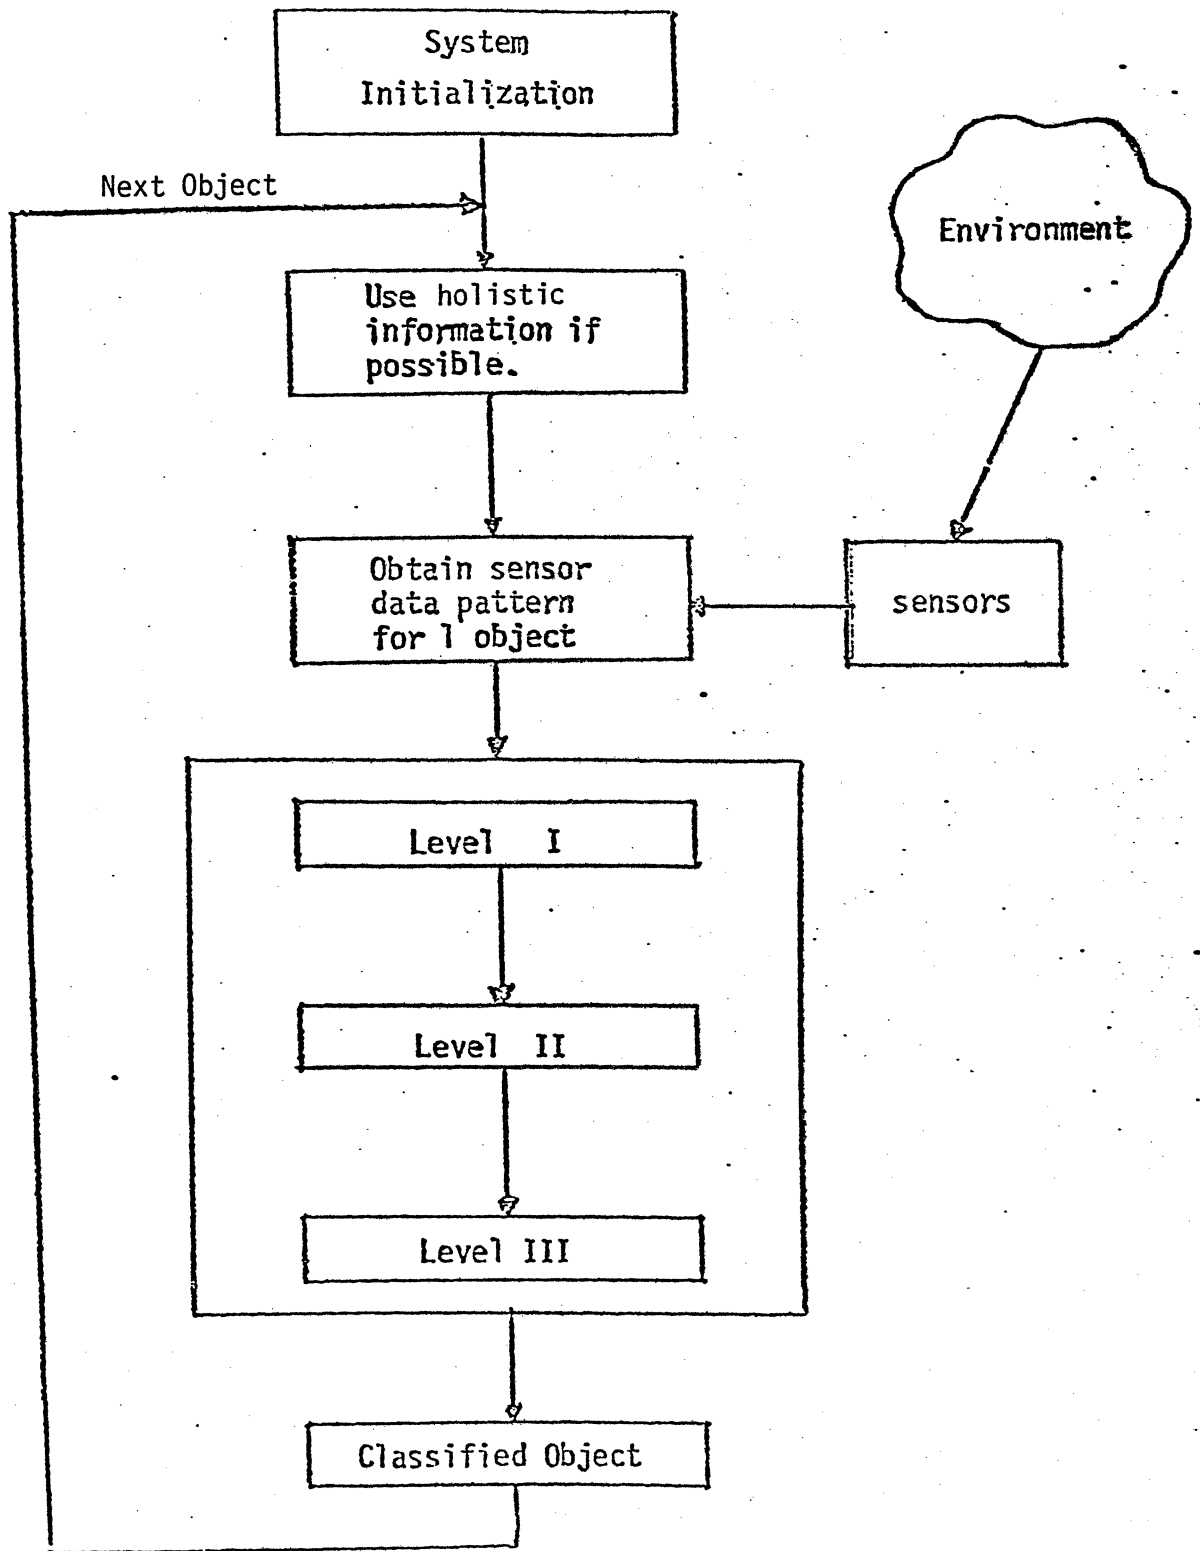 System
Initialization
Next Object
Environment
Use holistic
information if
possible.
Obtain sensor
data pattern
for 1 object
sensors
Level I
Level II
Level III
Classified Object